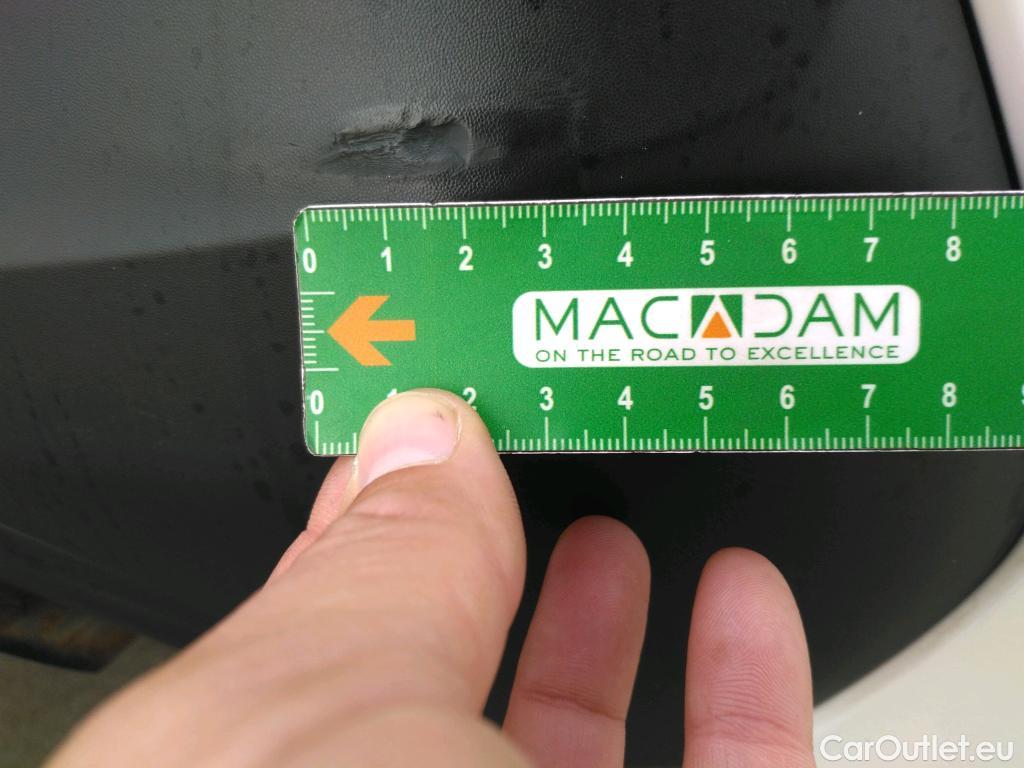 0 1 2 3 4 5 6 7 8
MACADAM
ON THE ROAD TO EXCELLENCE
0 1 2 3 4 5 6 7 8
CarOutlet.eu